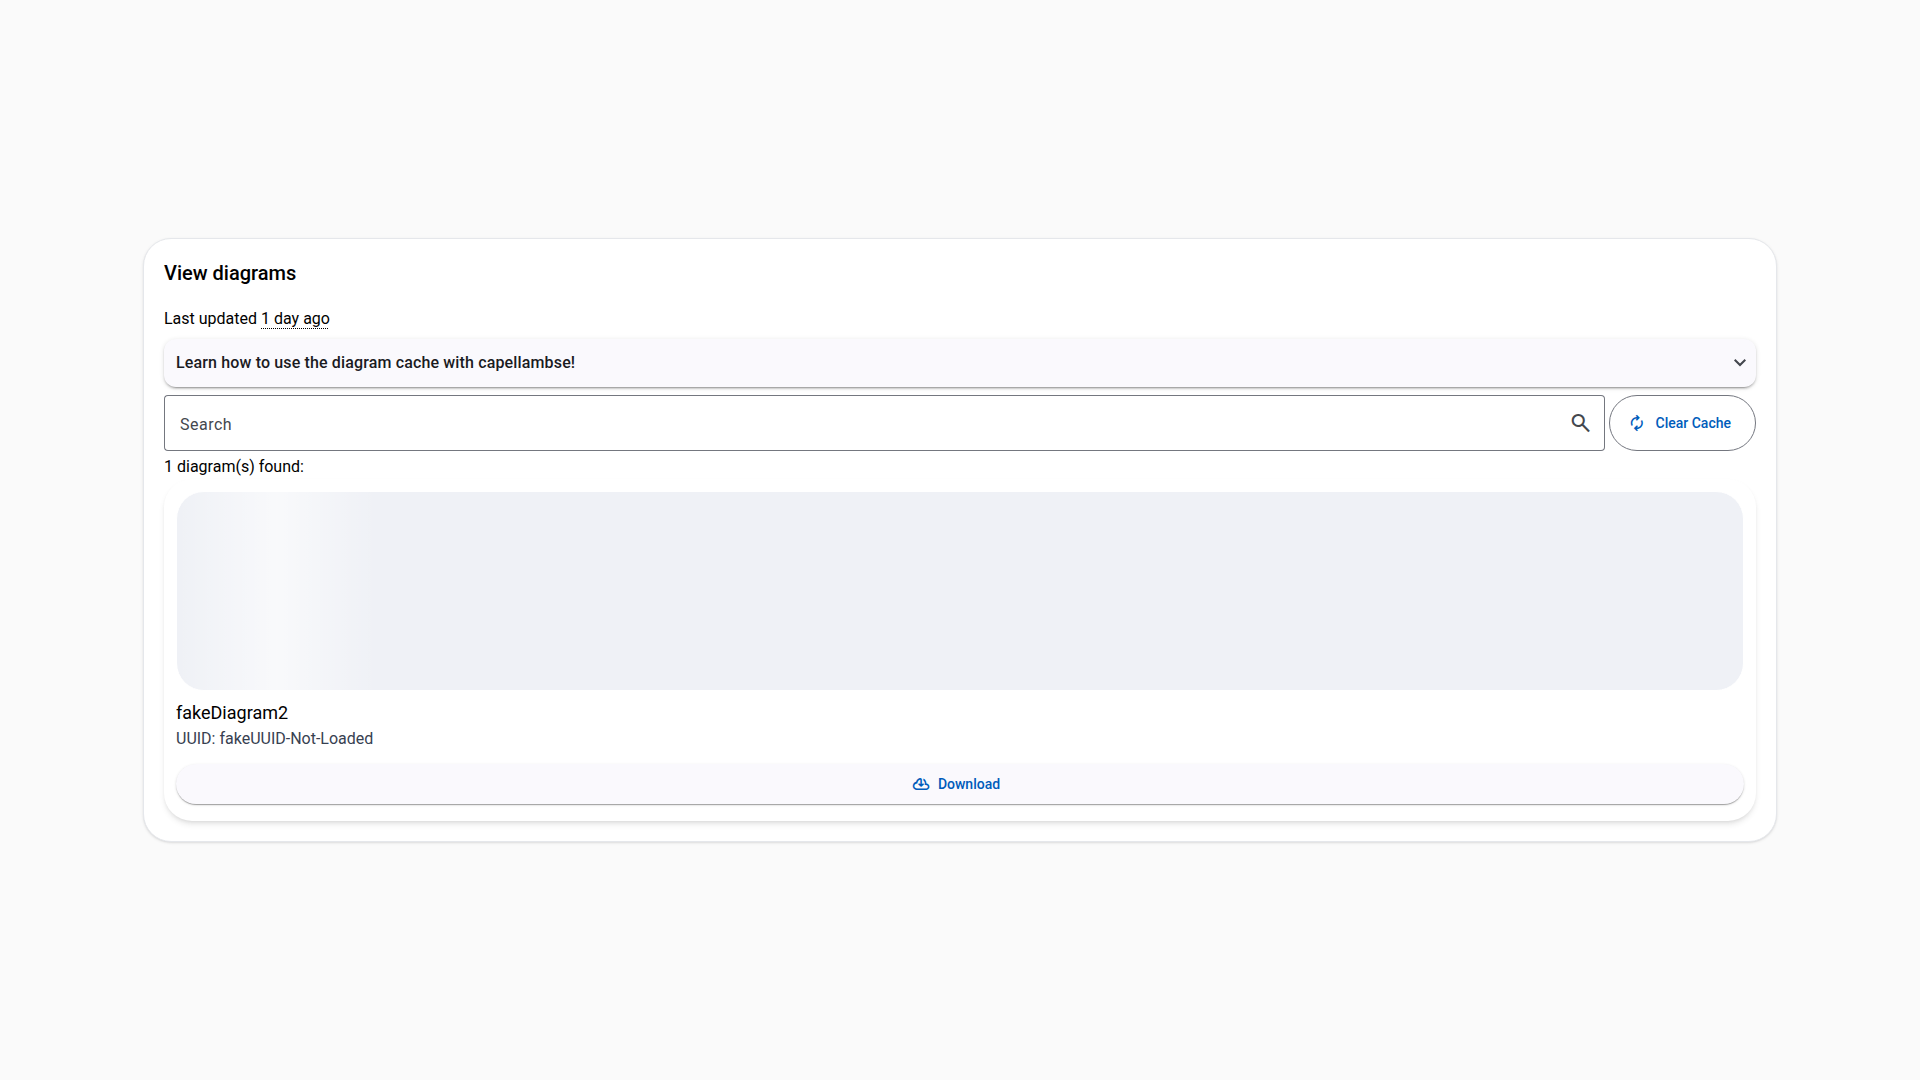 View diagrams
Last updated 1 day ago
Learn how to use the diagram cache with capellambse!
Search
Clear Cache
1 diagram(s) found:
fakeDiagram2
UUID: fakeUUID-Not-Loaded
Download